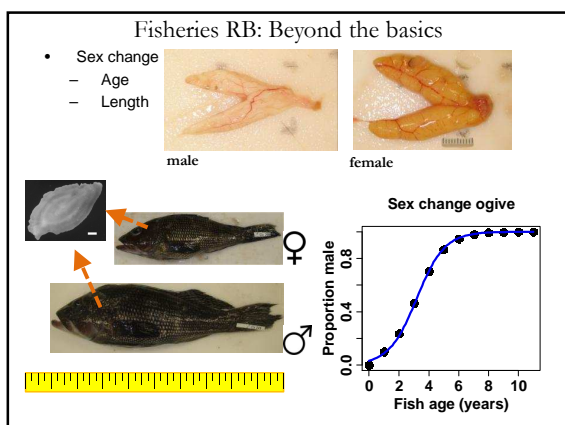 Fisheries RB: Beyond the basics
• Sex change
– Age
– Length
male
female
♀
♂
Sex change ogive
Proportion male
0.0
0.4
0.8
0
2
4
6
8
10
Fish age (years)